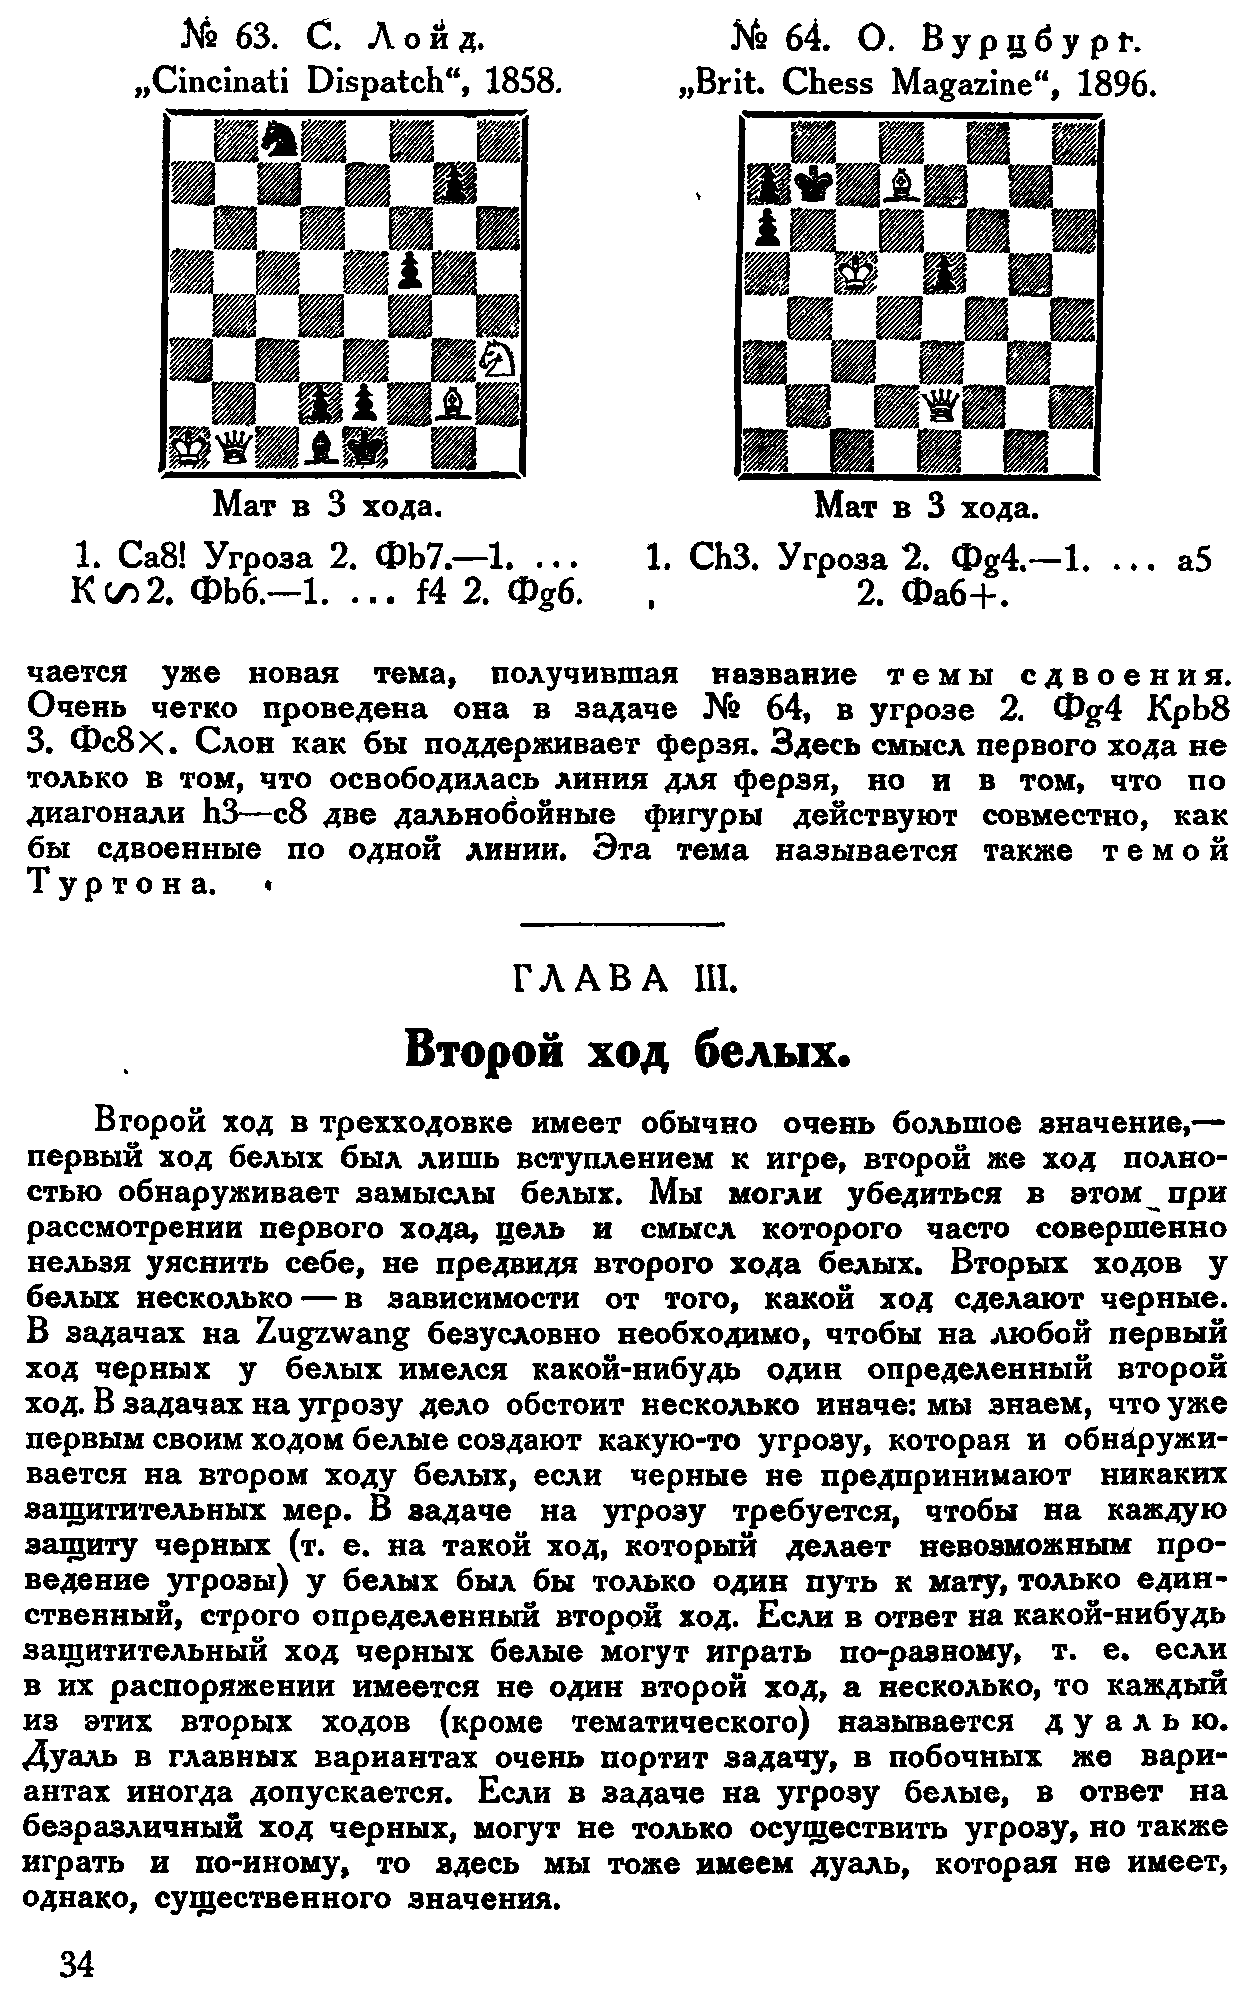 № 63. С. Лойд.
„Cincinati Dispatch“, 1858.
Мат в 3 хода.
1. Са8! Угроза 2. Фb7.—1. ...
К ᔕ 2. Фb6.—1. ... f4 2. Фg6.
№ 64. О. Вурцбург.
„Brit. Chess Magazine“, 1896.
Мат в 3 хода.
1. Сh3. Угроза 2. Фg4.—1. ... а5
2. Фа6+.
чается уже новая тема, получившая название темы сдвоения.
Очень четко проведена она в задаче № 64, в угрозе 2. Фg4 Крb8
3. Фс8×. Слон как бы поддерживает ферзя. Здесь смысл первого хода не
только в том, что освободилась линия для ферзя, но и в том, что по
диагонали h3—с8 две дальнобойные фигуры действуют совместно, как
бы сдвоенные по одной линии. Эта тема называется также темой
Туртона.
ГЛАВА III.
Второй ход белых.
Второй ход в трехходовке имеет обычно очень большое значение,—
первый ход белых был лишь вступлением к игре, второй же ход полно-
стью обнаруживает замыслы белых. Мы могли убедиться в этом при
рассмотрении первого хода, цель и смысл которого часто совершенно
нельзя уяснить себе, не предвидя второго хода белых. Вторых ходов у
белых несколько — в зависимости от того, какой ход сделают черные.
В задачах на Zugzwang безусловно необходимо, чтобы на любой первый
ход черных у белых имелся какой-нибудь один определенный второй
ход. В задачах на угрозу дело обстоит несколько иначе: мы знаем, что уже
первым своим ходом белые создают какую-то угрозу, которая и обнаружи-
вается на втором ходу белых, если черные не предпринимают никаких
защитительных мер. В задаче на угрозу требуется, чтобы на каждую
защиту черных (т. е. на такой ход, который делает невозможным про-
ведение угрозы) у белых был бы только один путь к мату, только един-
ственный, строго определенный второй ход. Если в ответ на какой-нибудь
защитительный ход черных белые могут играть по-разному, т. е. если
в их распоряжении имеется не один второй ход, а несколько, то каждый
из этих вторых ходов (кроме тематического) называется дуалью.
Дуаль в главных вариантах очень портит задачу, в побочных же вари-
антах иногда допускается. Если в задаче на угрозу белые, в ответ на
безразличный ход черных, могут не только осуществить угрозу, но также
играть и по-иному, то здесь мы тоже имеем дуаль, которая не имеет,
однако, существенного значения.
34